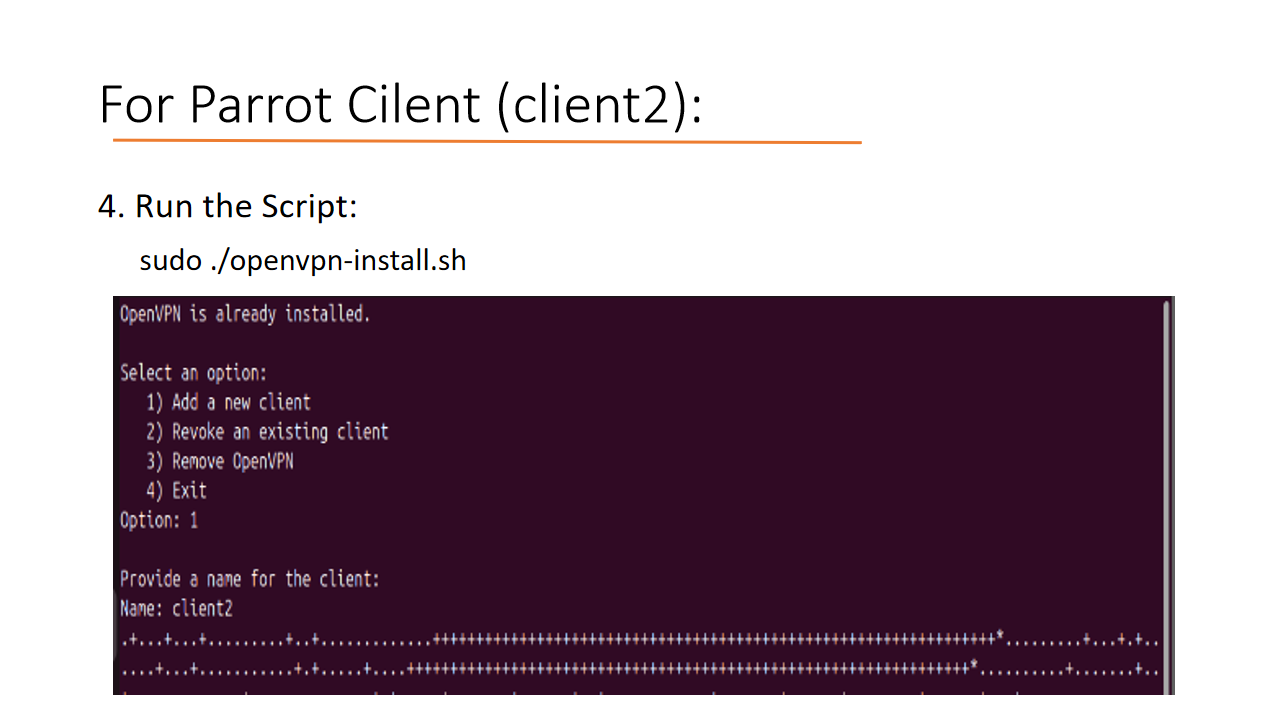 For Parrot Cilent (client2):
4. Run the Script:
sudo ./openvpn-install.sh
OpenVPN is already installed.
Select an option:
1) Add a new client
2) Revoke an existing client
3) Remove OpenVPN
4) Exit
Option: 1
Provide a name for the client:
Name: client2